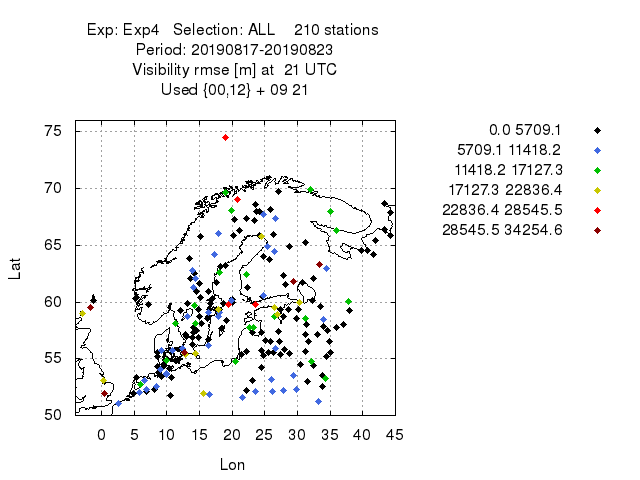 Exp: Exp4 Selection: ALL 210 stations
Period: 20190817-20190823
Visibility rmse [m] at 21 UTC
Used {00,12} + 09 21
75
70
65
60
55
50
Lat
0 5 10 15 20 25 30 35 40 45
Lon
0.0 5709.1
5709.1 11418.2
11418.2 17127.3
17127.3 22836.4
22836.4 28545.5
28545.5 34254.6